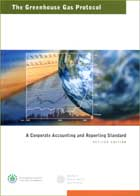 The Greenhouse Gas Protocol
A Corporate Accounting and Reporting Standard
REVISED EDITION